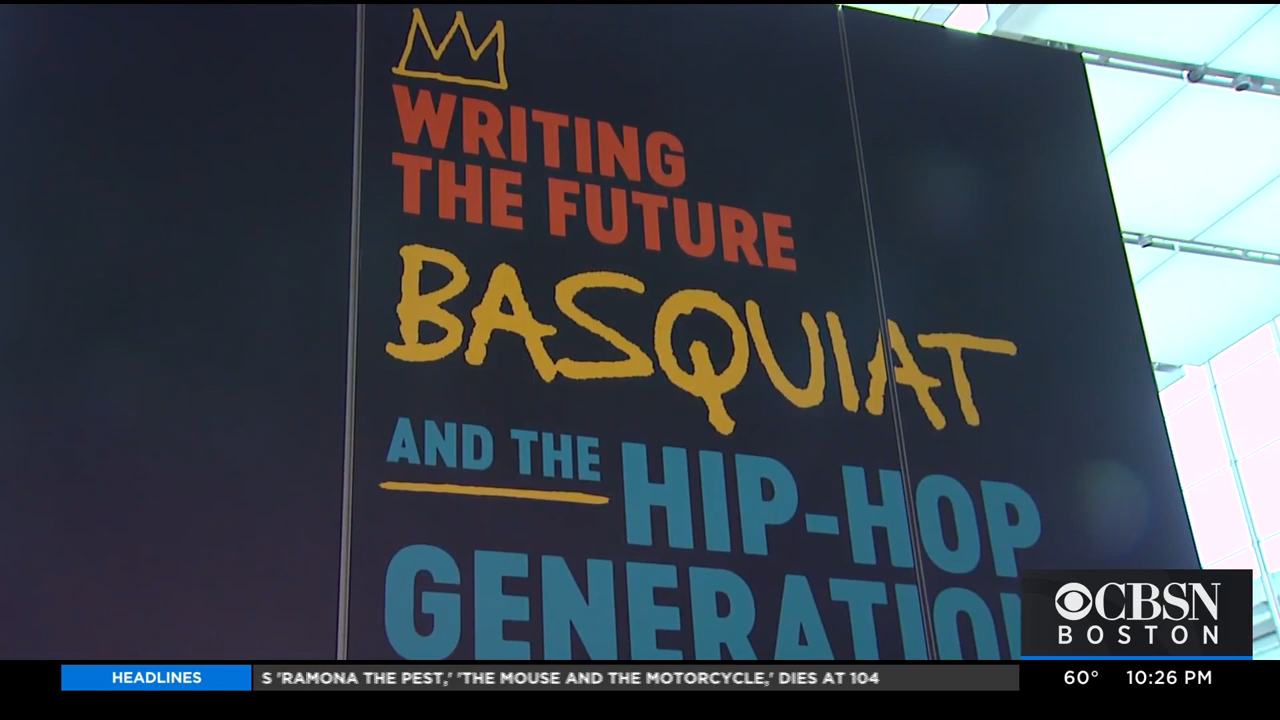 WRITING
THE FUTURE
BASQUIAT
AND THE HIP-HOP
GENERATION
CBSN
BOSTON
HEADLINES
S 'RAMONA THE PEST,' 'THE MOUSE AND THE MOTORCYCLE,' DIES AT 104
60° 10:26 PM